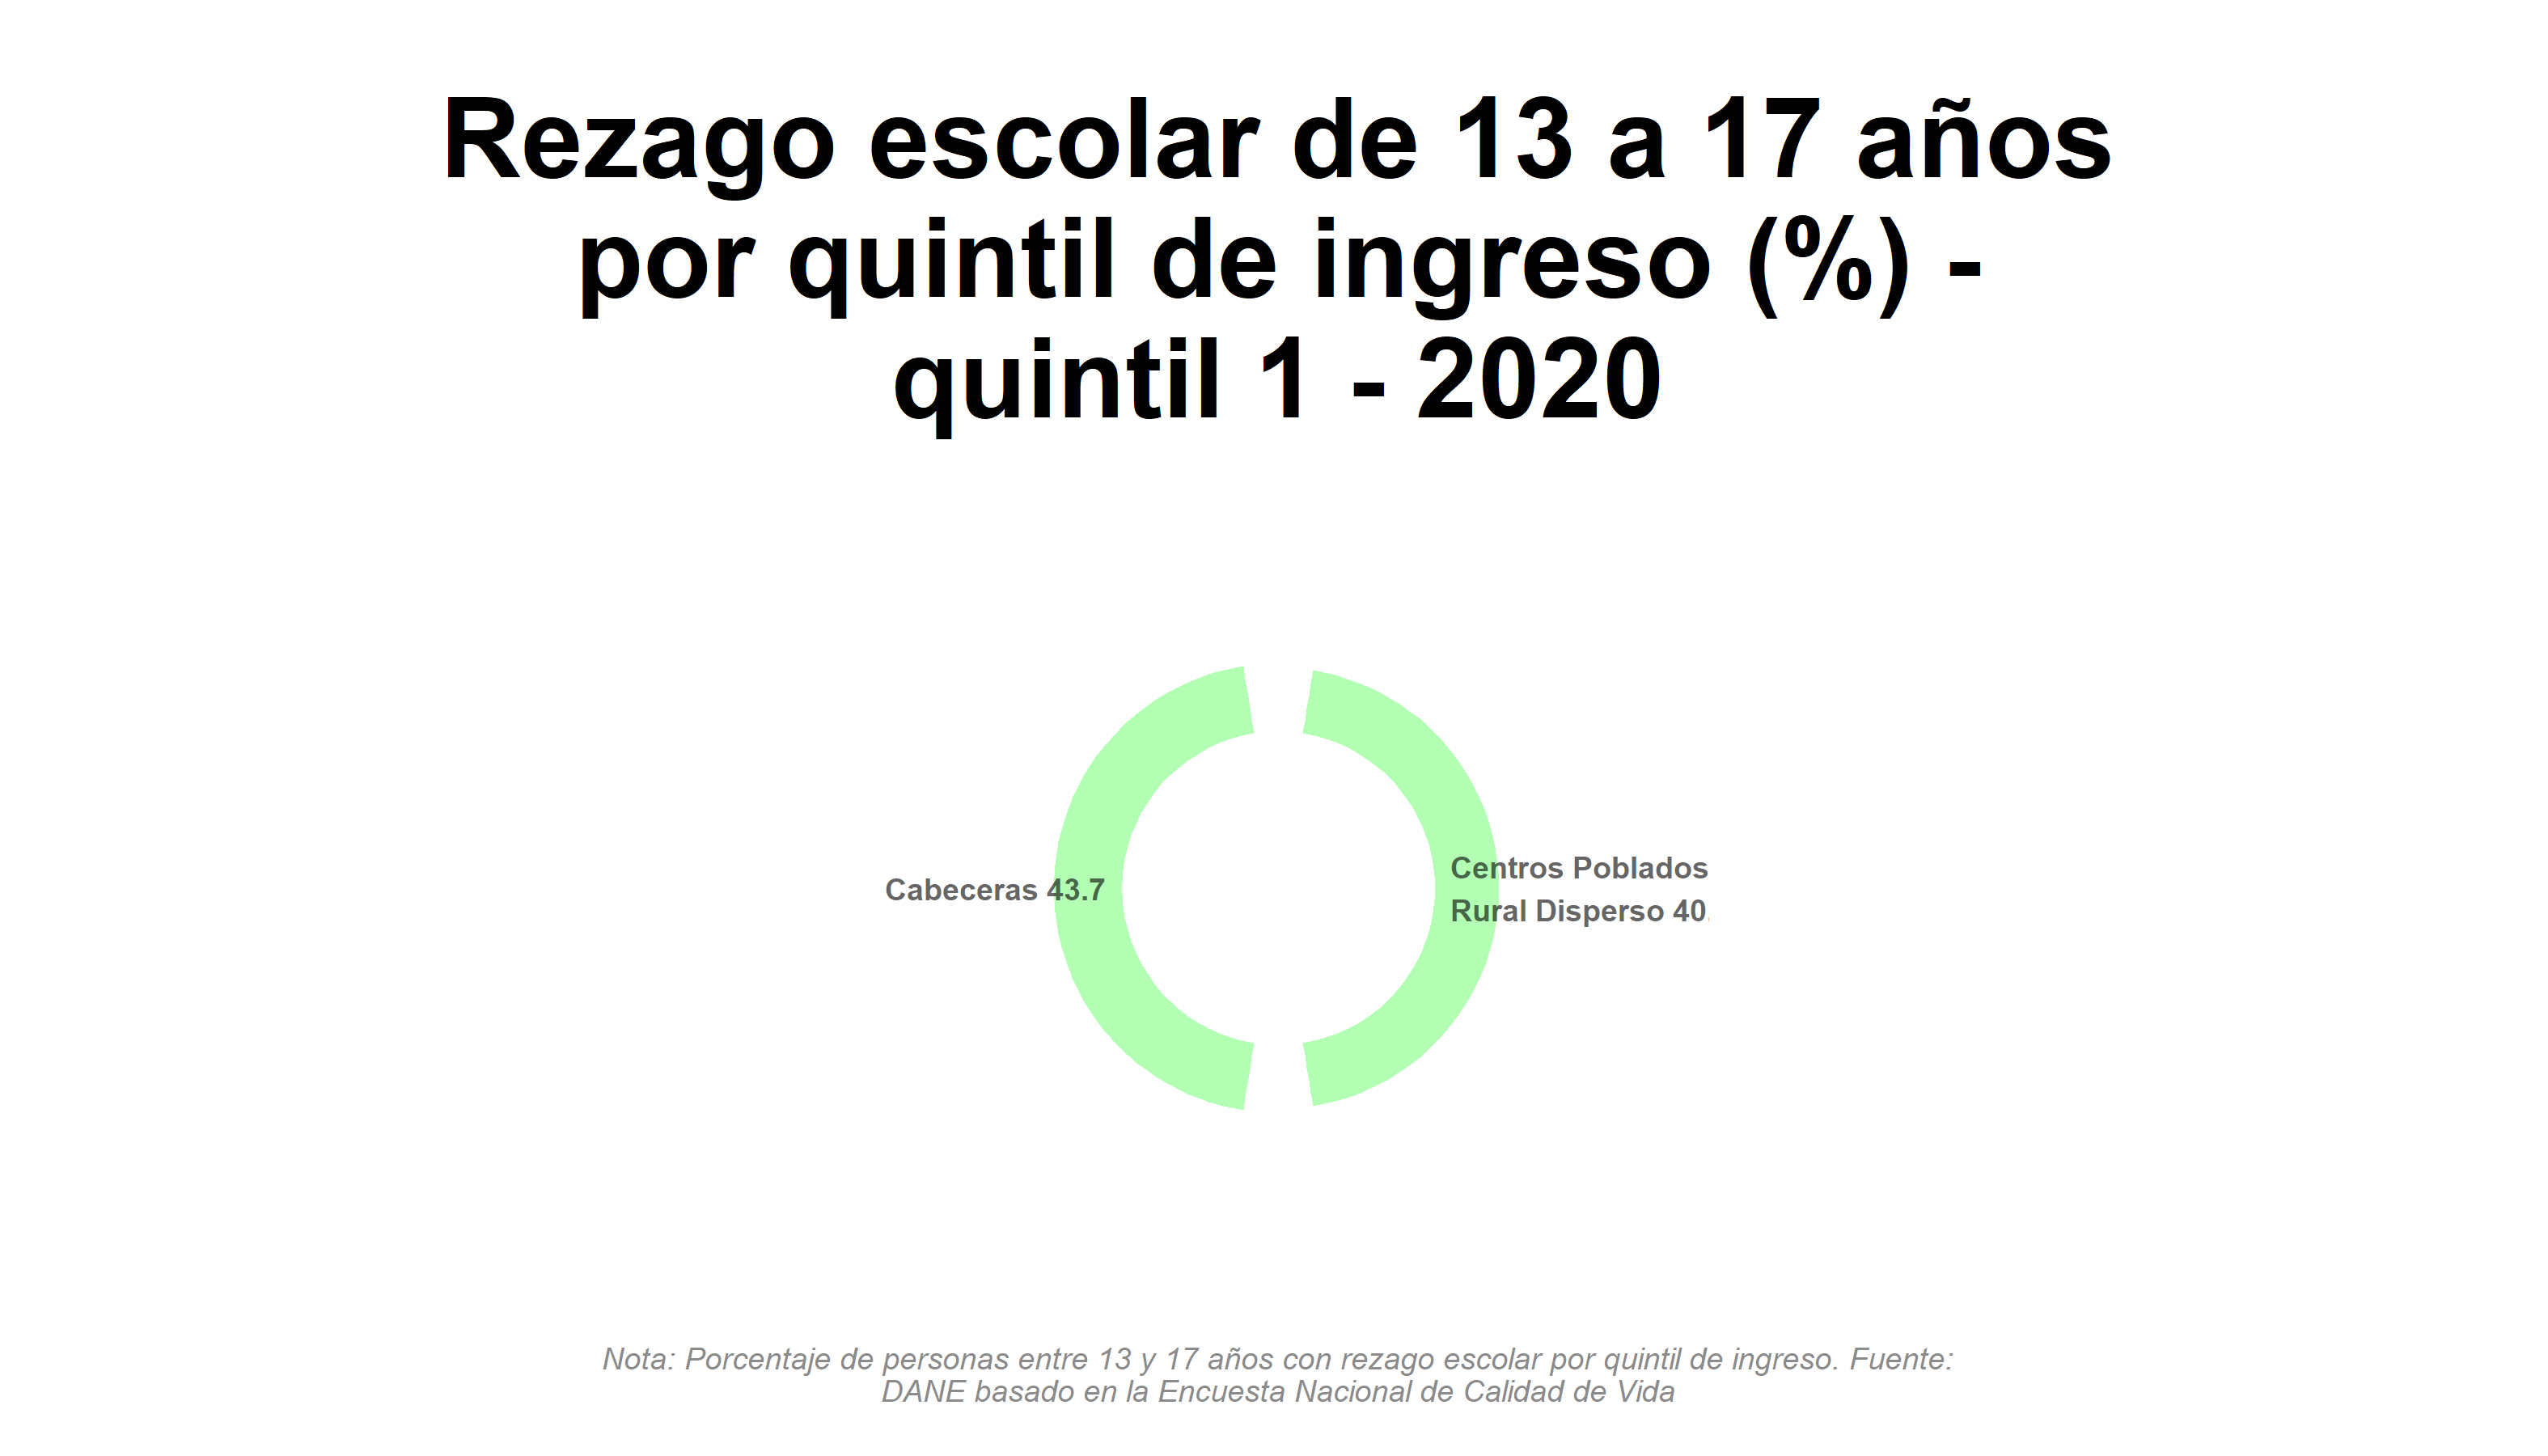 Rezago escolar de 13 a 17 años
por quintil de ingreso (%) -
quintil 1 - 2020
Cabeceras 43.7
Centros Poblados
Rural Disperso 40.
Nota: Porcentaje de personas entre 13 y 17 años con rezago escolar por quintil de ingreso. Fuente:
DANE basado en la Encuesta Nacional de Calidad de Vida